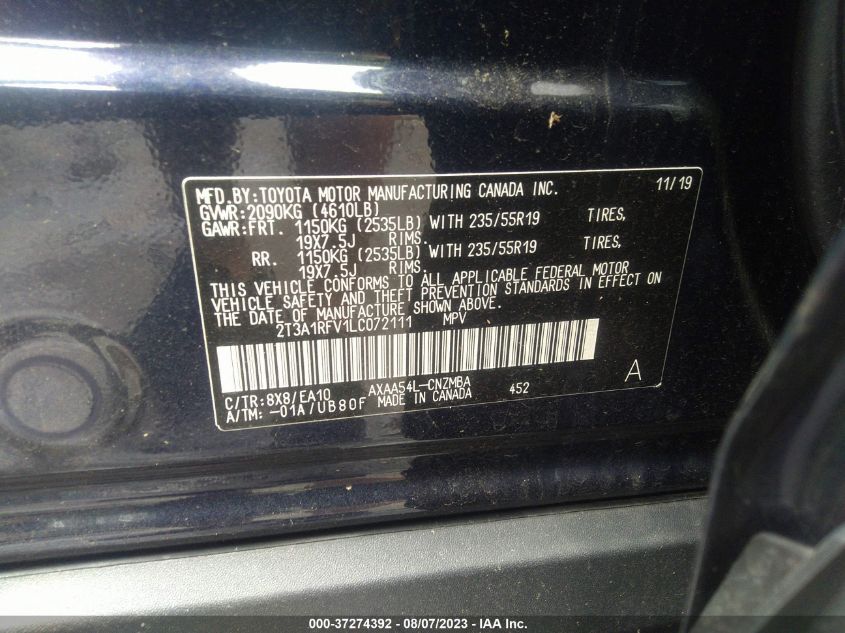 MFD.BY:TOYOTA MOTOR MANUFACTURING CANADA INC. 11/19
GVWR:2090KG (4610LB)
GAWR:FRT. 1150KG (2535LB) WITH 235/55R19 TIRES,
19X7.5J RIMS.
RR. 1150KG (2535LB) WITH 235/55R19 TIRES,
19X7.5J RIMS.
THIS VEHICLE CONFORMS TO ALL APPLICABLE FEDERAL MOTOR
VEHICLE SAFETY AND THEFT PREVENTION STANDARDS IN EFFECT ON
THE DATE OF MANUFACTURE SHOWN ABOVE.
2T3A1RFV1LC072111 MPV
C/TR:8X8/EA10 AXAA54L-CNZMBA 452 A
A/TM:-01A/UB80F MADE IN CANADA
000-37274392 - 08/07/2023 - IAA Inc.